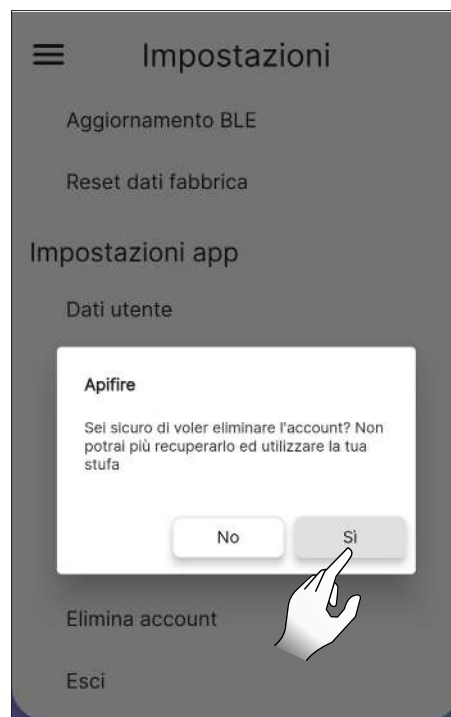 Impostazioni
Aggiornamento BLE
Reset dati fabbrica
Impostazioni app
Dati utente
Apifire
Sei sicuro di voler eliminare l'account? Non
potrai più recuperarlo ed utilizzare la tua
stufa
No
Sì
Elimina account
Esci